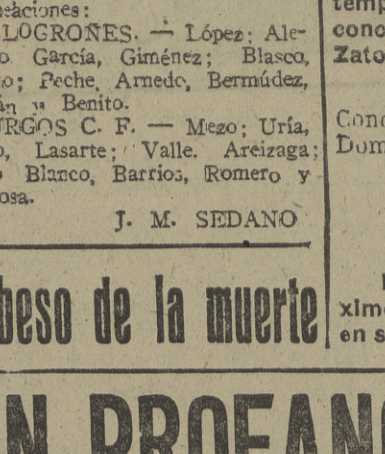 neaciones:
LOGROÑES. — López; Ale-
o García, Giménez; Blasco,
o; Peche, Arnedo, Bermúdez,
án y Benito.
URGOS C. F. — Mezo; Uría,
o, Lasarte; Valle, Areizaga;
o Blanco, Barrios, Romero y
osa.
J. M. SEDANO
beso de la muerte
N PROFANO
temp
conc
Zato
Conc
Dom
xim
en s